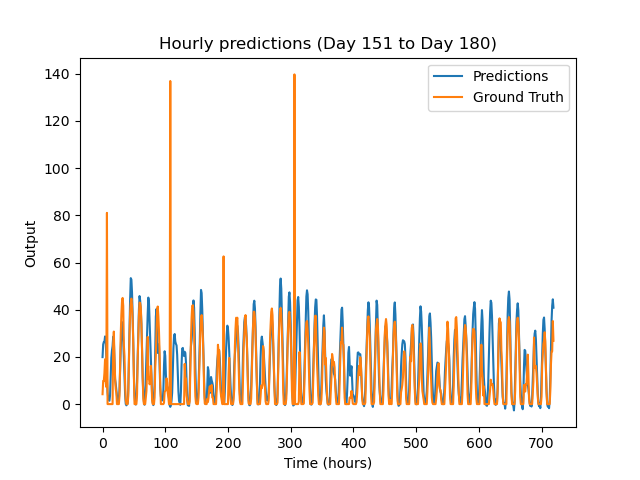 Hourly predictions (Day 151 to Day 180)
Predictions
Ground Truth
140
120
100
80
60
40
20
0
Output
0 100 200 300 400 500 600 700
Time (hours)